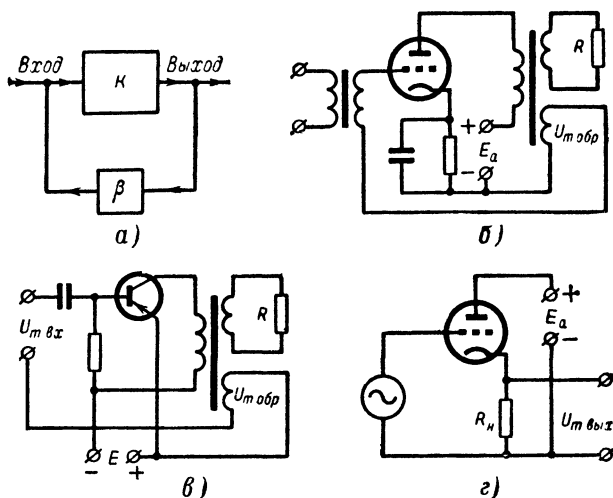 Вход
Выход
К
β
а)
R
+
Eа
−
Um обр
б)
Um вх
R
Um обр
− E +
в)
+
Eа
−
Rн
Um вых
г)